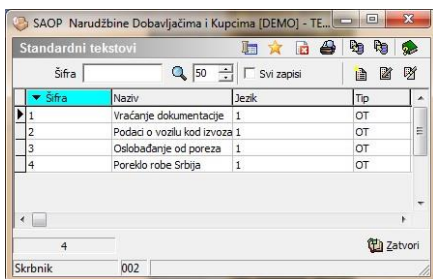 SAOP Narudžbine Dobavljačima i Kupcima [DEMO] - TE...
Standardni tekstovi
Šifra 50 Svi zapisi
Šifra Naziv Jezik Tip
1 Vraćanje dokumentacije 1 OT
2 Podaci o vozilu kod izvoza 1 OT
3 Oslobađanje od poreza 1 OT
4 Poreklo robe Srbija 1 OT
4 Zatvori
Skrbnik 002